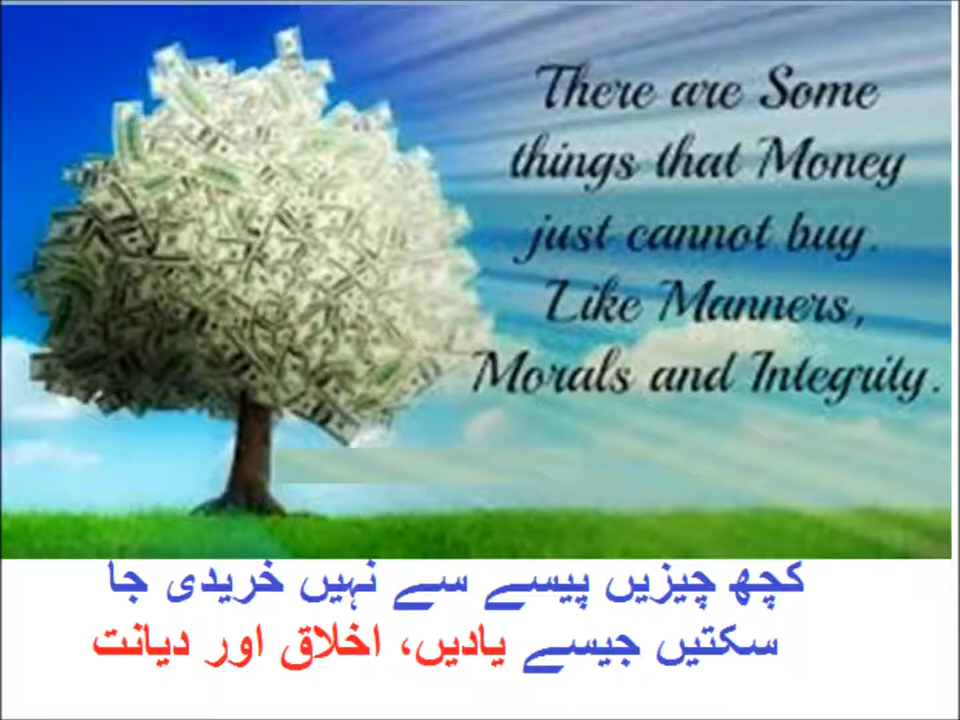 There are Some
things that Money
just cannot buy.
Like Manners,
Morals and Integrity.
کچھ چیزیں پیسے سے نہیں خریدی جا
سکتیں جیسے یادیں، اخلاق اور دیانت